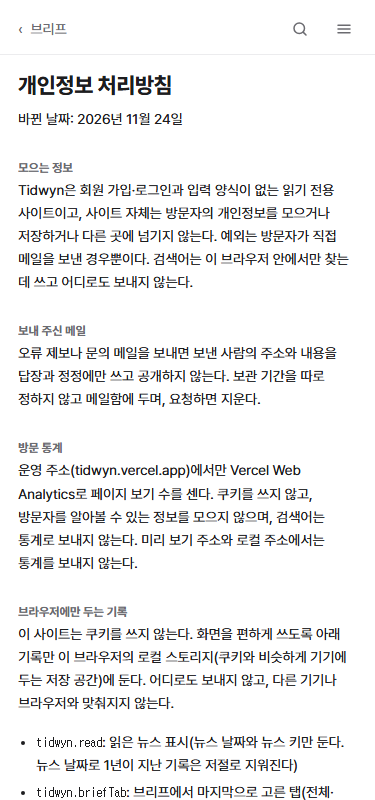 ‹ 브리프
개인정보 처리방침
바뀐 날짜: 2026년 11월 24일
모으는 정보
Tidwyn은 회원 가입·로그인과 입력 양식이 없는 읽기 전용
사이트이고, 사이트 자체는 방문자의 개인정보를 모으거나
저장하거나 다른 곳에 넘기지 않는다. 예외는 방문자가 직접
메일을 보낸 경우뿐이다. 검색어는 이 브라우저 안에서만 찾는
데 쓰고 어디로도 보내지 않는다.
보내 주신 메일
오류 제보나 문의 메일을 보내면 보낸 사람의 주소와 내용을
답장과 정정에만 쓰고 공개하지 않는다. 보관 기간을 따로
정하지 않고 메일함에 두며, 요청하면 지운다.
방문 통계
운영 주소(tidwyn.vercel.app)에서만 Vercel Web
Analytics로 페이지 보기 수를 센다. 쿠키를 쓰지 않고,
방문자를 알아볼 수 있는 정보를 모으지 않으며, 검색어는
통계로 보내지 않는다. 미리 보기 주소와 로컬 주소에서는
통계를 보내지 않는다.
브라우저에만 두는 기록
이 사이트는 쿠키를 쓰지 않는다. 화면을 편하게 쓰도록 아래
기록만 이 브라우저의 로컬 스토리지(쿠키와 비슷하게 기기에
두는 저장 공간)에 둔다. 어디로도 보내지 않고, 다른 기기나
브라우저와 맞춰지지 않는다.
• tidwyn.read: 읽은 뉴스 표시(뉴스 날짜와 뉴스 키만 둔다.
뉴스 날짜로 1년이 지난 기록은 저절로 지워진다)
• tidwyn.briefTab: 브리프에서 마지막으로 고른 탭(전체·